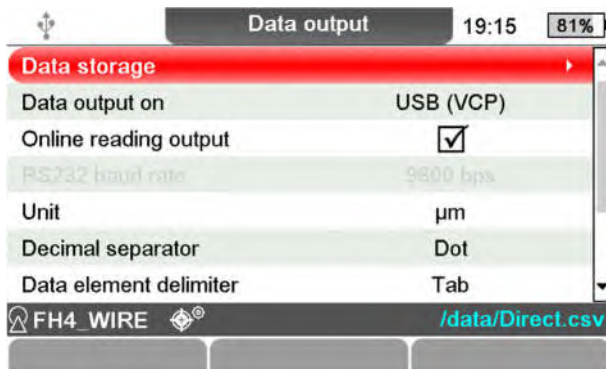 Data output 19:15 81%
Data storage
Data output on USB (VCP)
Online reading output
RS232 baud rate 9800 bps
Unit µm
Decimal separator Dot
Data element delimiter Tab
FH4_WIRE /data/Direct.csv